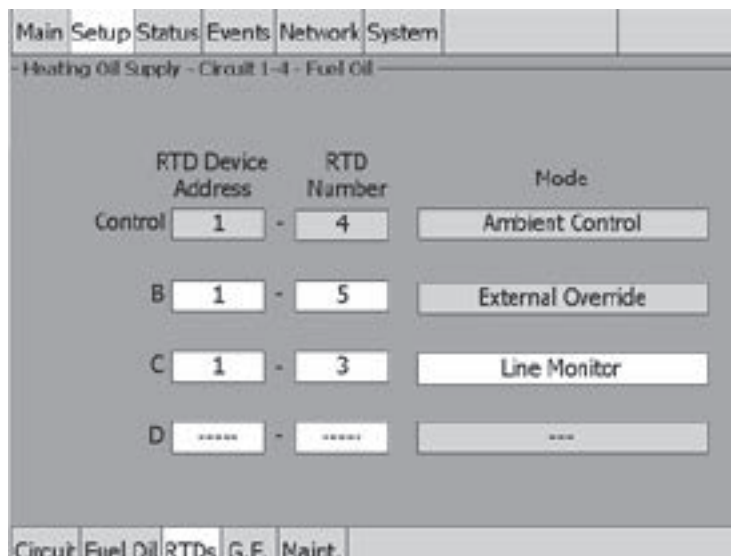 Main Setup Status Events Network System
Heating Oil Supply - Circuit 1-4 - Fuel Oil
RTD Device Address RTD Number Mode
Control 1 - 4 Ambient Control
B 1 - 5 External Override
C 1 - 3 Line Monitor
D ----- - ----- ---
Circuit Fuel Oil RTDs G.F. Maint.